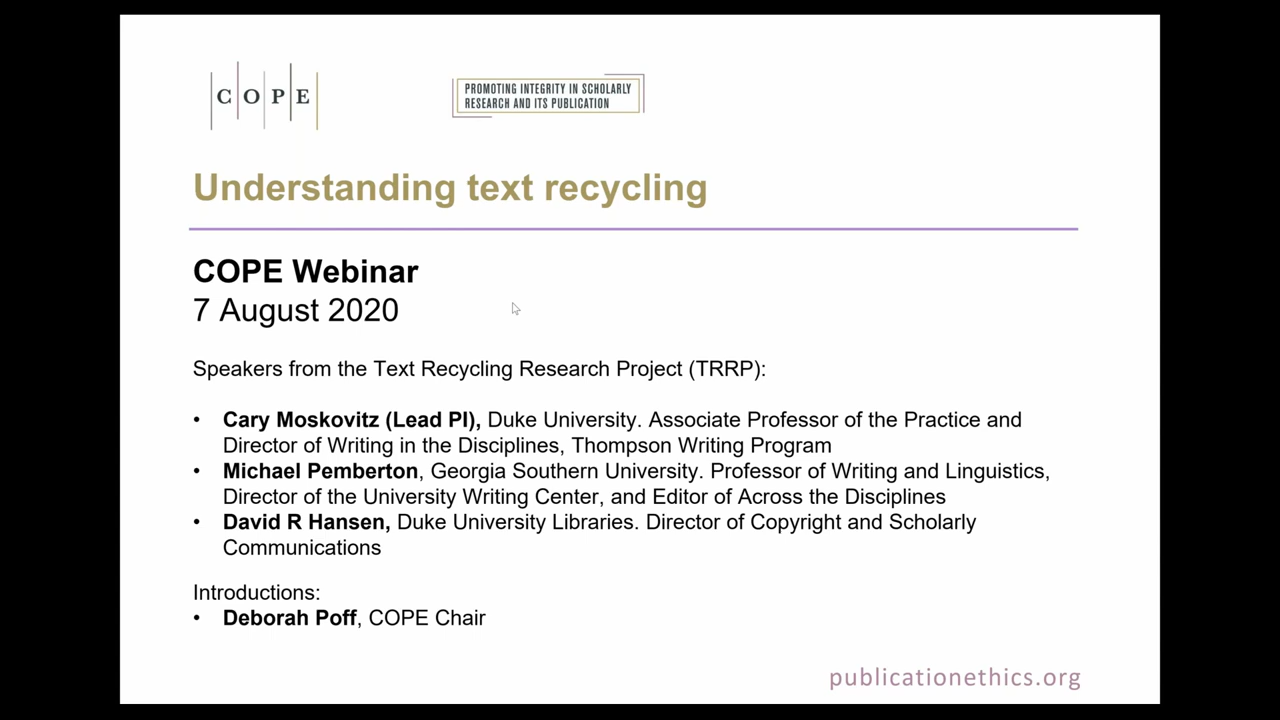 COPE
PROMOTING INTEGRITY IN SCHOLARLY
RESEARCH AND ITS PUBLICATION
Understanding text recycling
COPE Webinar
7 August 2020
Speakers from the Text Recycling Research Project (TRRP):
• Cary Moskovitz (Lead PI), Duke University. Associate Professor of the Practice and
Director of Writing in the Disciplines, Thompson Writing Program
• Michael Pemberton, Georgia Southern University. Professor of Writing and Linguistics,
Director of the University Writing Center, and Editor of Across the Disciplines
• David R Hansen, Duke University Libraries. Director of Copyright and Scholarly
Communications
Introductions:
• Deborah Poff, COPE Chair
publicationethics.org